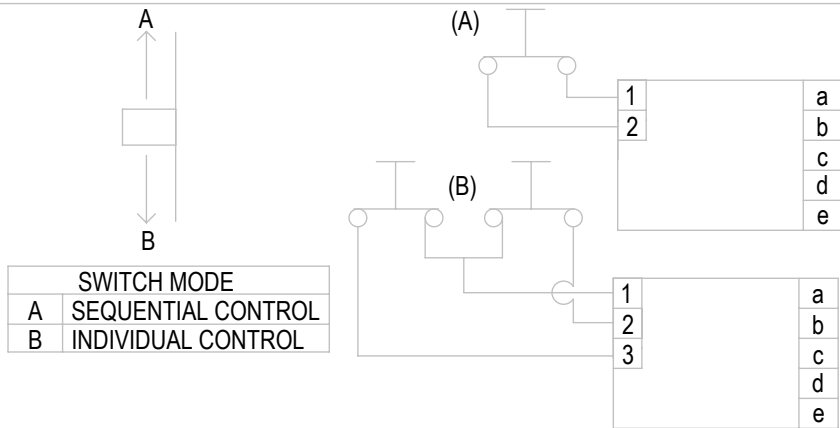 A
B
SWITCH MODE
A SEQUENTIAL CONTROL
B INDIVIDUAL CONTROL
(A)
1 a
2 b
c
d
e
(B)
1 a
2 b
3 c
d
e